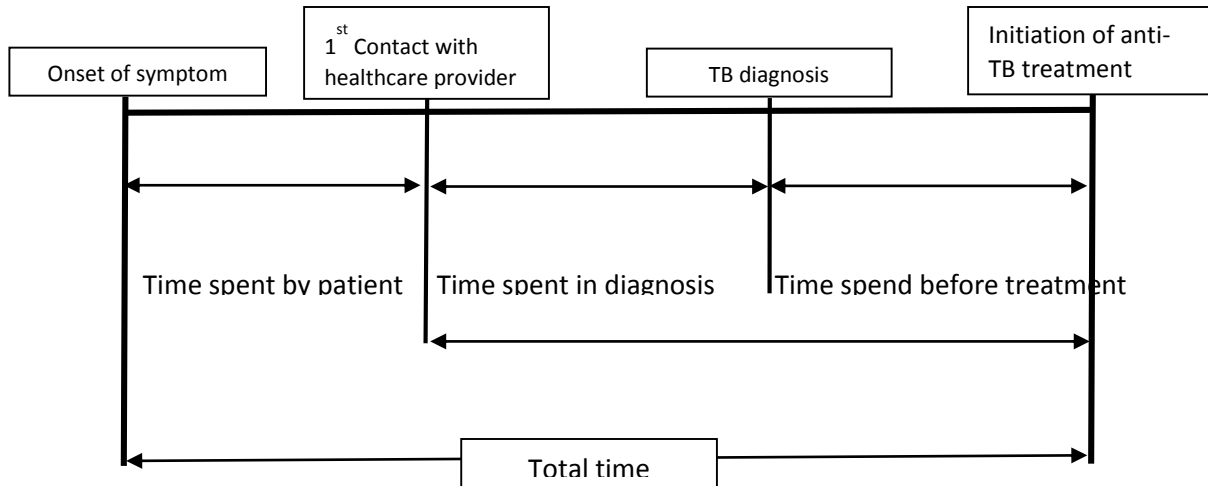 Onset of symptom
1st Contact with
healthcare provider
TB diagnosis
Initiation of anti-
TB treatment
Time spent by patient
Time spent in diagnosis
Time spend before treatment
Total time